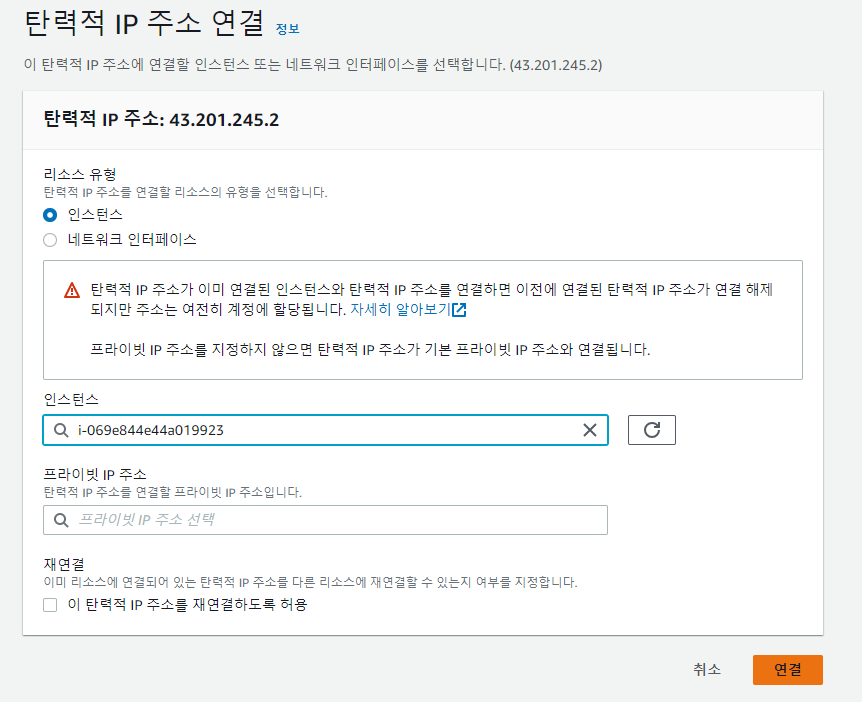 탄력적 IP 주소 연결 정보
이 탄력적 IP 주소에 연결할 인스턴스 또는 네트워크 인터페이스를 선택합니다. (43.201.245.2)
탄력적 IP 주소: 43.201.245.2
리소스 유형
탄력적 IP 주소를 연결할 리소스의 유형을 선택합니다.
인스턴스
네트워크 인터페이스
탄력적 IP 주소가 이미 연결된 인스턴스와 탄력적 IP 주소를 연결하면 이전에 연결된 탄력적 IP 주소가 연결 해제
되지만 주소는 여전히 계정에 할당됩니다. 자세히 알아보기
프라이빗 IP 주소를 지정하지 않으면 탄력적 IP 주소가 기본 프라이빗 IP 주소와 연결됩니다.
인스턴스
i-069e844e44a019923
프라이빗 IP 주소
탄력적 IP 주소를 연결할 프라이빗 IP 주소입니다.
프라이빗 IP 주소 선택
재연결
이미 리소스에 연결되어 있는 탄력적 IP 주소를 다른 리소스에 재연결할 수 있는지 여부를 지정합니다.
이 탄력적 IP 주소를 재연결하도록 허용
취소 연결